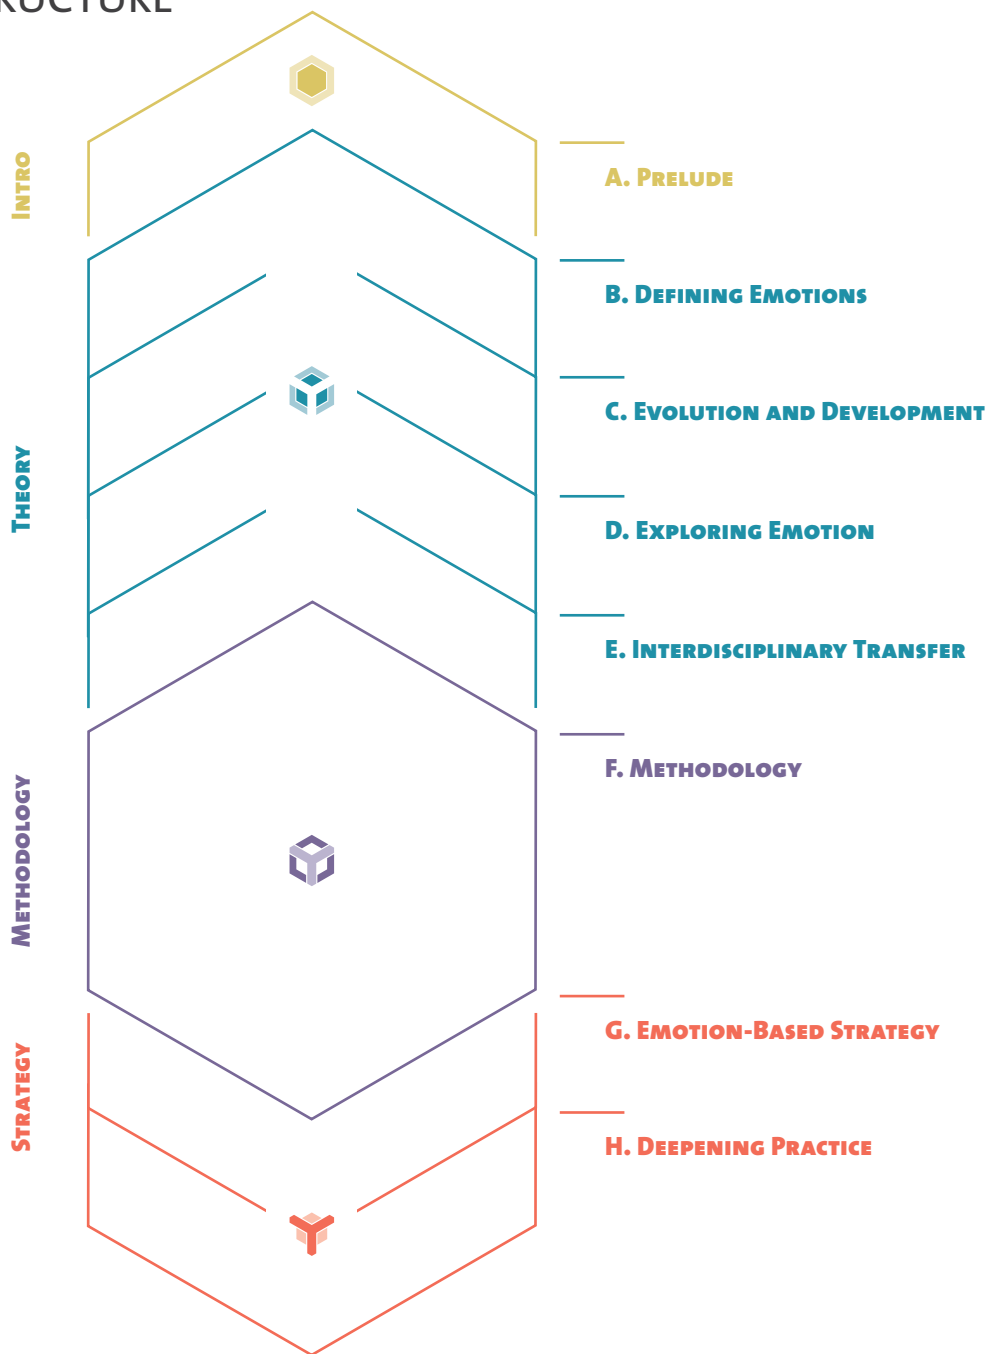 INTRO
A. PRELUDE
B. DEFINING EMOTIONS
C. EVOLUTION AND DEVELOPMENT
THEORY
D. EXPLORING EMOTION
E. INTERDISCIPLINARY TRANSFER
F. METHODOLOGY
METHODOLOGY
G. EMOTION-BASED STRATEGY
STRATEGY
H. DEEPENING PRACTICE